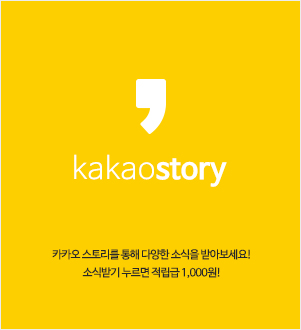 kakaostory
카카오 스토리를 통해 다양한 소식을 받아보세요!
소식받기 누르면 적립급 1,000원!